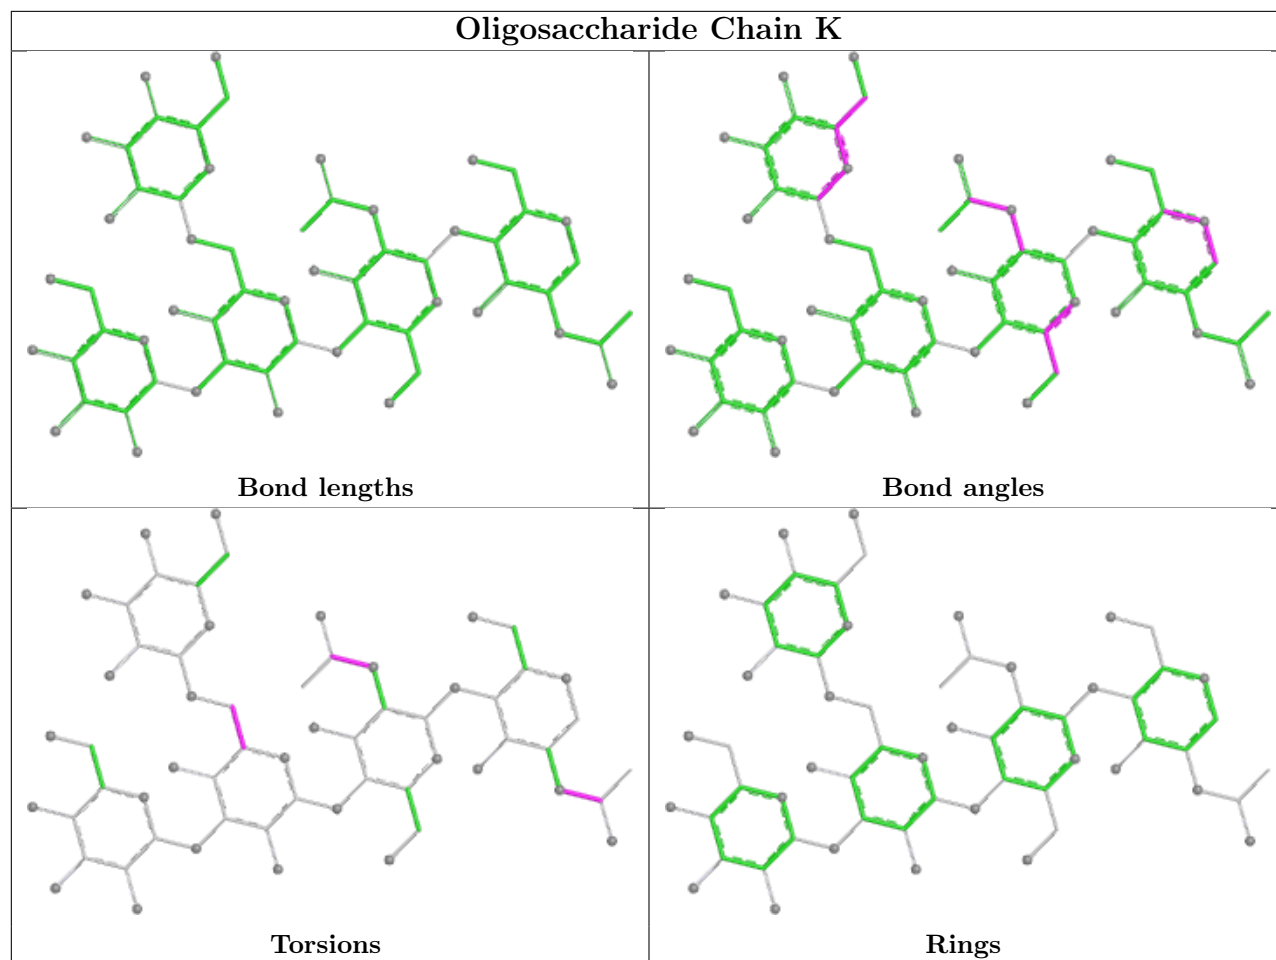 Oligosaccharide Chain K
Bond lengths
Bond angles
Torsions
Rings